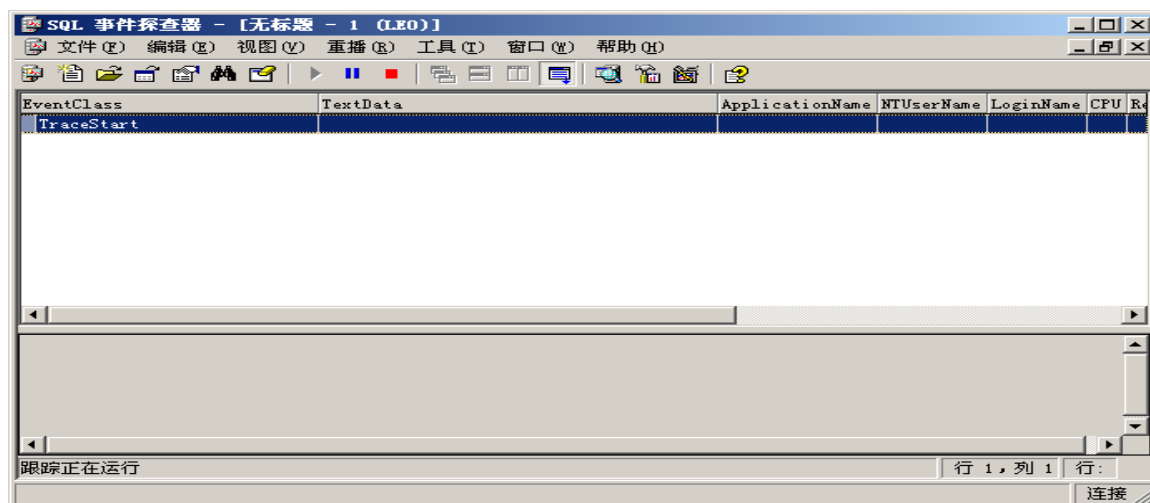 SQL 事件探查器 - [无标题 - 1 (LEO)]
文件(F) 编辑(E) 视图(V) 重播(R) 工具(T) 窗口(W) 帮助(H)
EventClass TextData ApplicationName NTUserName LoginName CPU Re
TraceStart
跟踪正在运行 行 1,列 1 行:
连接